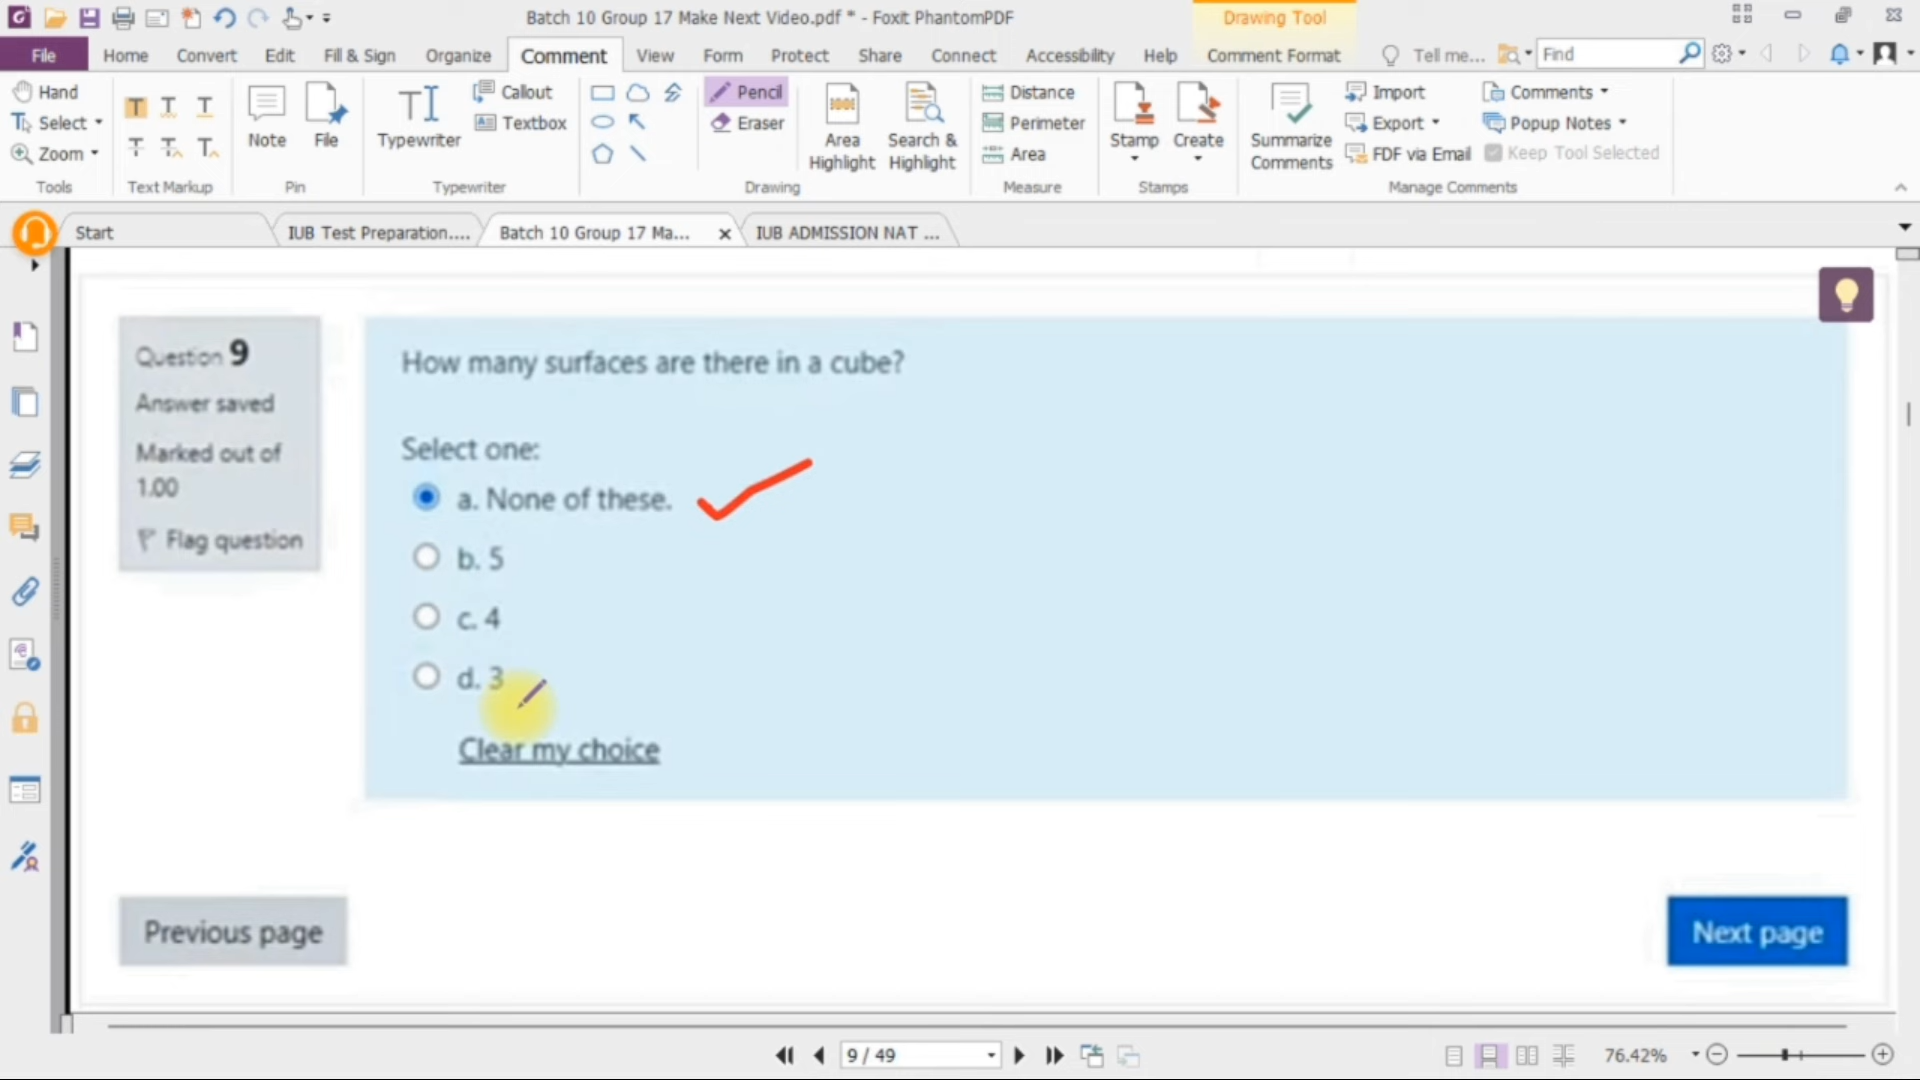 Batch 10 Group 17 Make Next Video.pdf * - Foxit PhantomPDF
Drawing Tool
File
Home
Convert
Edit
Fill & Sign
Organize
Comment
View
Form
Protect
Share
Connect
Accessibility
Help
Comment Format
Tell me...
Find
Hand
Select
Zoom
Tools
Text Markup
Note
File
Pin
Typewriter
Callout
Textbox
Typewriter
Pencil
Eraser
Area
Highlight
Search &
Highlight
Drawing
Distance
Perimeter
Area
Measure
Stamp
Create
Stamps
Summarize
Comments
Import
Export
FDF via Email
Comments
Popup Notes
Keep Tool Selected
Manage Comments
Start
IUB Test Preparation....
Batch 10 Group 17 Ma...
IUB ADMISSION NAT ...
Question 9
Answer saved
Marked out of
1.00
Flag question
How many surfaces are there in a cube?
Select one:
a. None of these.
b. 5
c. 4
d. 3
Clear my choice
Previous page
Next page
9 / 49
76.42%